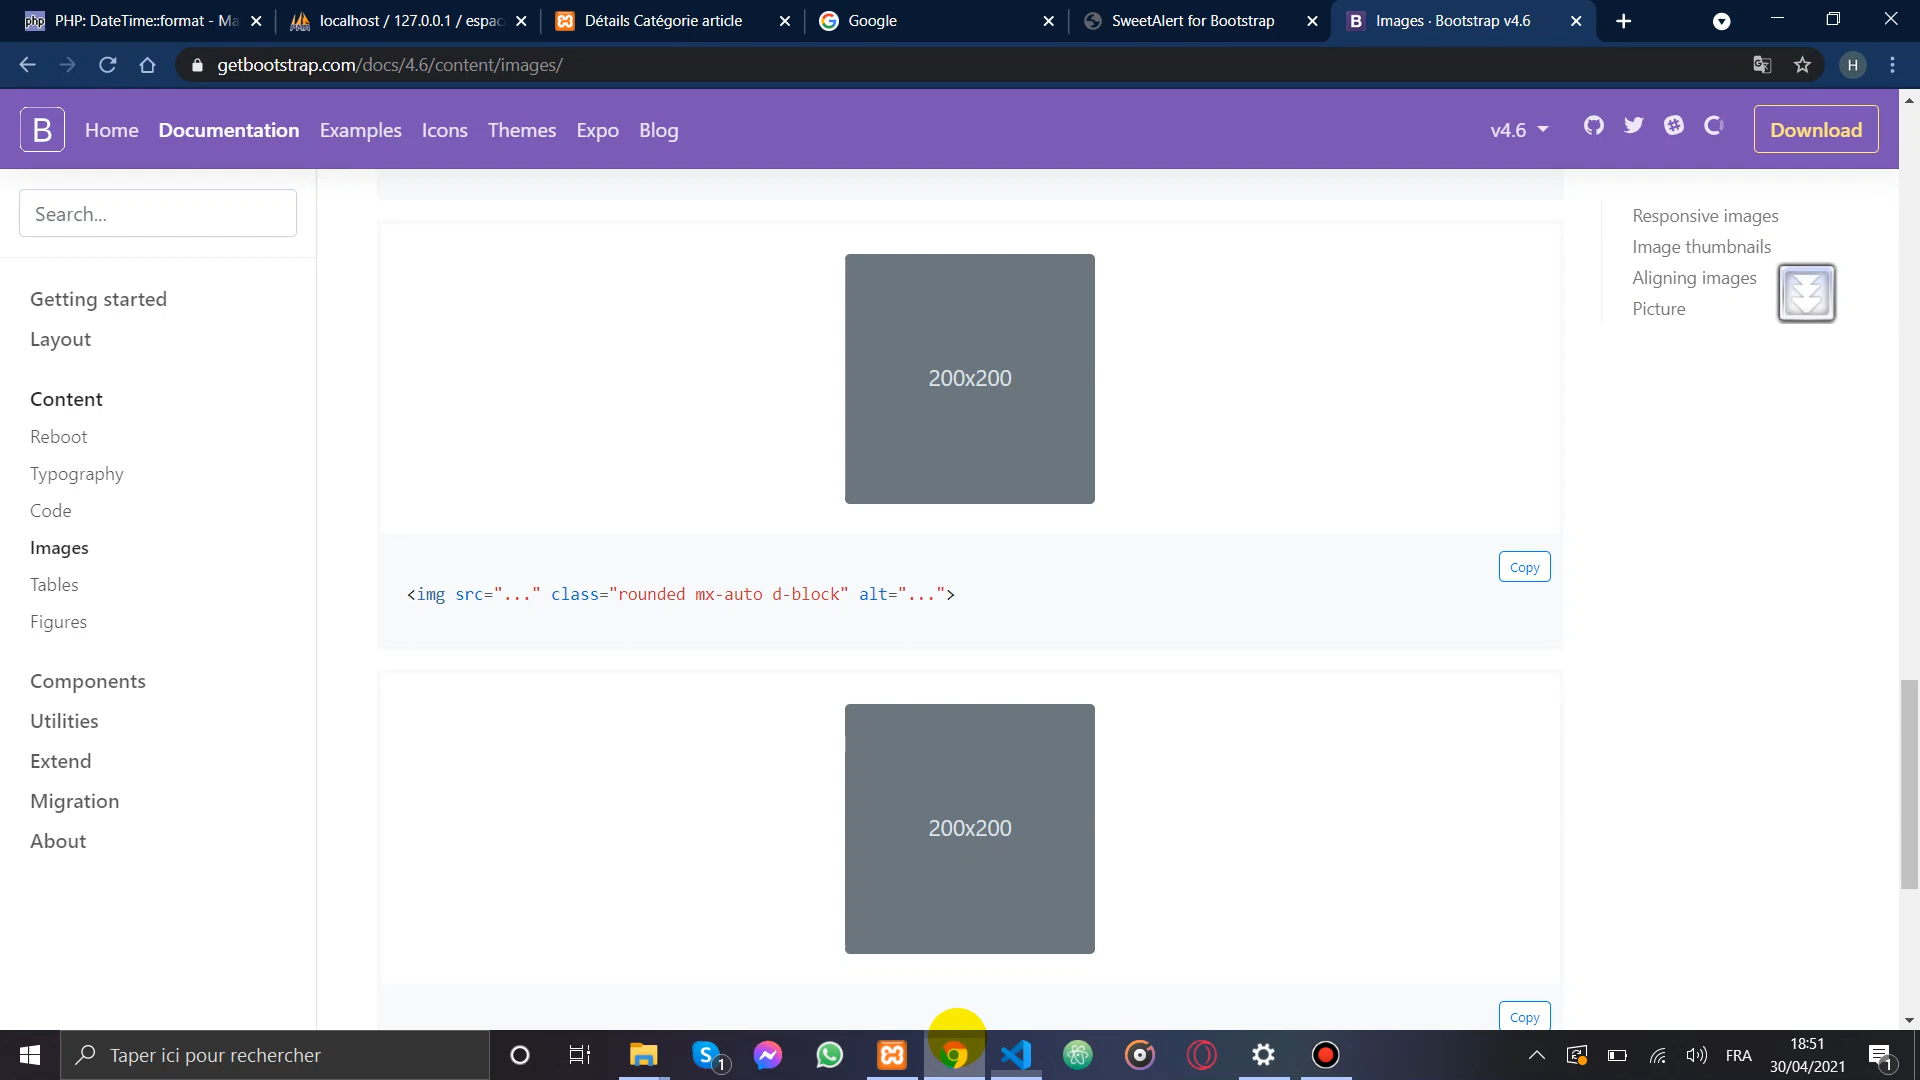 PHP: DateTime::format - Ma
localhost / 127.0.0.1 / espac
Détails Catégorie article
Google
SweetAlert for Bootstrap
B Images · Bootstrap v4.6
getbootstrap.com/docs/4.6/content/images/
H
B Home Documentation Examples Icons Themes Expo Blog v4.6 Download
Search...
Getting started
Layout
Content
Reboot
Typography
Code
Images
Tables
Figures
Components
Utilities
Extend
Migration
About
200x200
Copy
<img src="..." class="rounded mx-auto d-block" alt="...">
200x200
Copy
Responsive images
Image thumbnails
Aligning images
Picture
Taper ici pour rechercher
1
FRA
18:51
30/04/2021
1